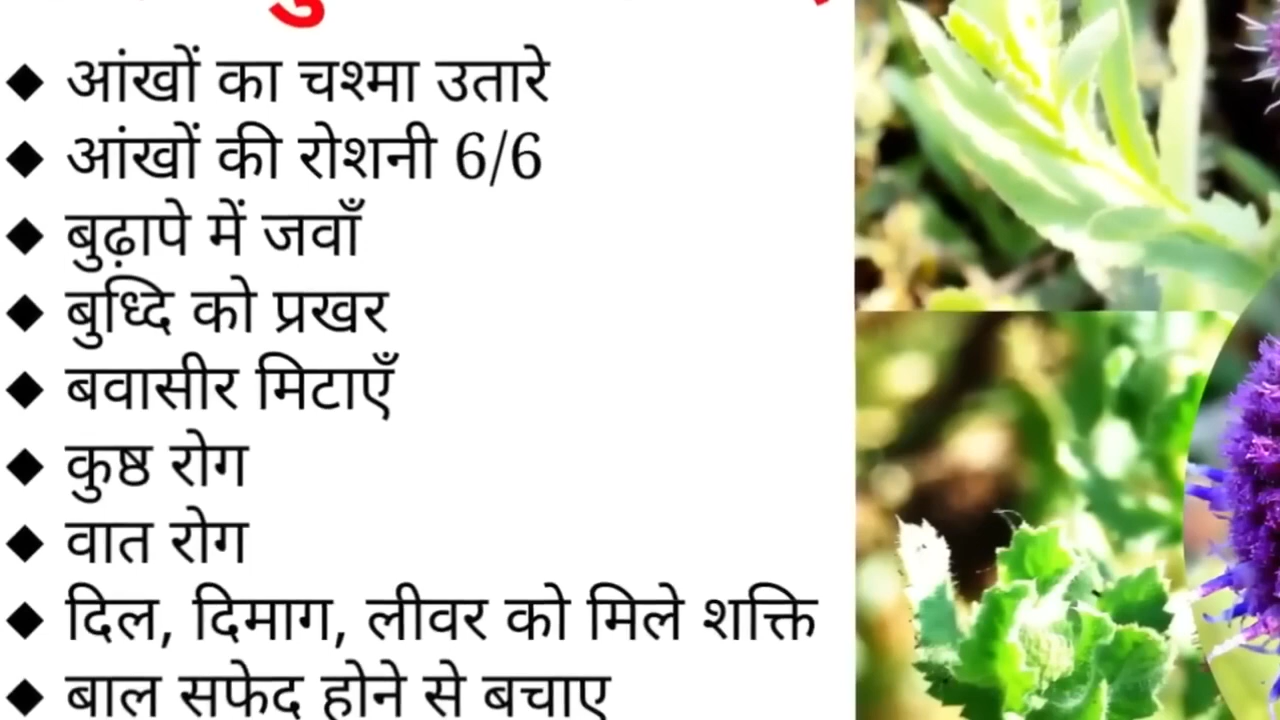 ◆ आंखों का चश्मा उतारे
◆ आंखों की रोशनी 6/6
◆ बुढ़ापे में जवाँ
◆ बुध्दि को प्रखर
◆ बवासीर मिटाएँ
◆ कुष्ठ रोग
◆ वात रोग
◆ दिल, दिमाग, लीवर को मिले शक्ति
◆ बाल सफेद होने से बचाए